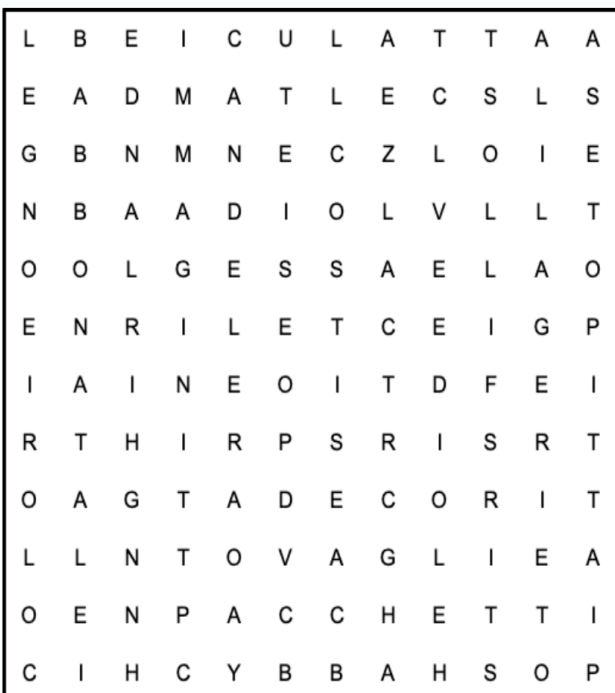 L B E I C U L A T T A A
E A D M A T L E C S L S
G B N M N E C Z L O I E
N B A A D I O L V L L T
O O L G E S S A E L A O
E N R I L E T C E I G P
I A I N E O I T D F E I
R T H I R P S R I S R T
O A G T A D E C O R I T
L L N T O V A G L I E A
O E N P A C C H E T T I
C I H C Y B B A H S O P